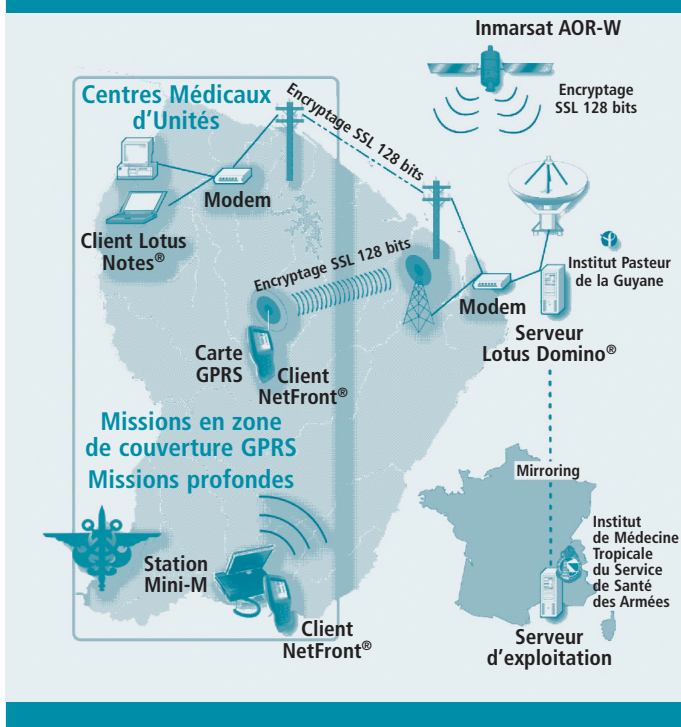 Inmarsat AOR-W
Encryptage
SSL 128 bits
Centres Médicaux
d'Unités
Encryptage SSL 128 bits
Modem
Client Lotus
Notes®
Encryptage SSL 128 bits
Institut Pasteur
de la Guyane
Modem
Serveur
Lotus Domino®
Carte
GPRS
Client
NetFront®
Missions en zone
de couverture GPRS
Missions profondes
Mirroring
Institut
de Médecine
Tropicale
du Service
de Santé
des Armées
Station
Mini-M
Client
NetFront®
Serveur
d'exploitation